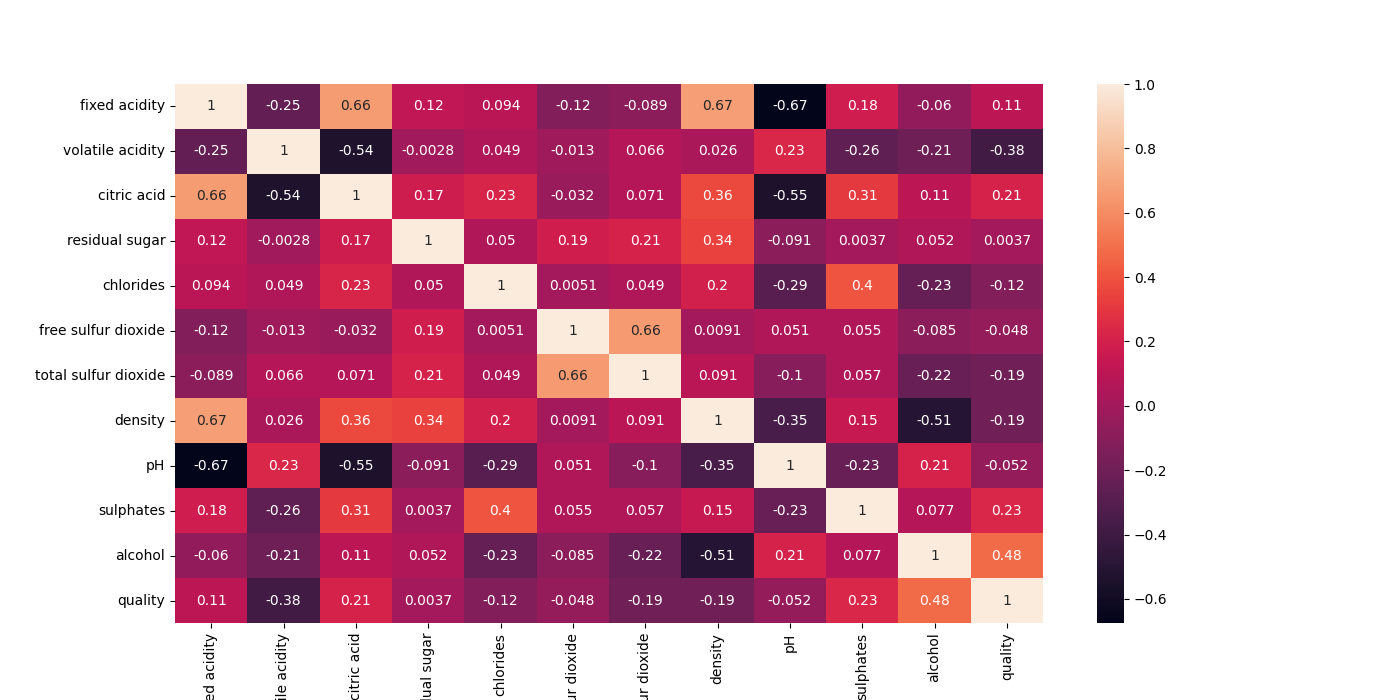 fixed acidity 1 -0.25 0.66 0.12 0.094 -0.12 -0.089 0.67 -0.67 0.18 -0.06 0.11
volatile acidity -0.25 1 -0.54 -0.0028 0.049 -0.013 0.066 0.026 0.23 -0.26 -0.21 -0.38
citric acid 0.66 -0.54 1 0.17 0.23 -0.032 0.071 0.36 -0.55 0.31 0.11 0.21
residual sugar 0.12 -0.0028 0.17 1 0.05 0.19 0.21 0.34 -0.091 0.0037 0.052 0.0037
chlorides 0.094 0.049 0.23 0.05 1 0.0051 0.049 0.2 -0.29 0.4 -0.23 -0.12
free sulfur dioxide -0.12 -0.013 -0.032 0.19 0.0051 1 0.66 0.0091 0.051 0.055 -0.085 -0.048
total sulfur dioxide -0.089 0.066 0.071 0.21 0.049 0.66 1 0.091 -0.1 0.057 -0.22 -0.19
density 0.67 0.026 0.36 0.34 0.2 0.0091 0.091 1 -0.35 0.15 -0.51 -0.19
pH -0.67 0.23 -0.55 -0.091 -0.29 0.051 -0.1 -0.35 1 -0.23 0.21 -0.052
sulphates 0.18 -0.26 0.31 0.0037 0.4 0.055 0.057 0.15 -0.23 1 0.077 0.23
alcohol -0.06 -0.21 0.11 0.052 -0.23 -0.085 -0.22 -0.51 0.21 0.077 1 0.48
quality 0.11 -0.38 0.21 0.0037 -0.12 -0.048 -0.19 -0.19 -0.052 0.23 0.48 1
ed acidity
ile acidity
citric acid
dual sugar
chlorides
ur dioxide
ur dioxide
density
pH
sulphates
alcohol
quality
1.0
0.8
0.6
0.4
0.2
0.0
−0.2
−0.4
−0.6